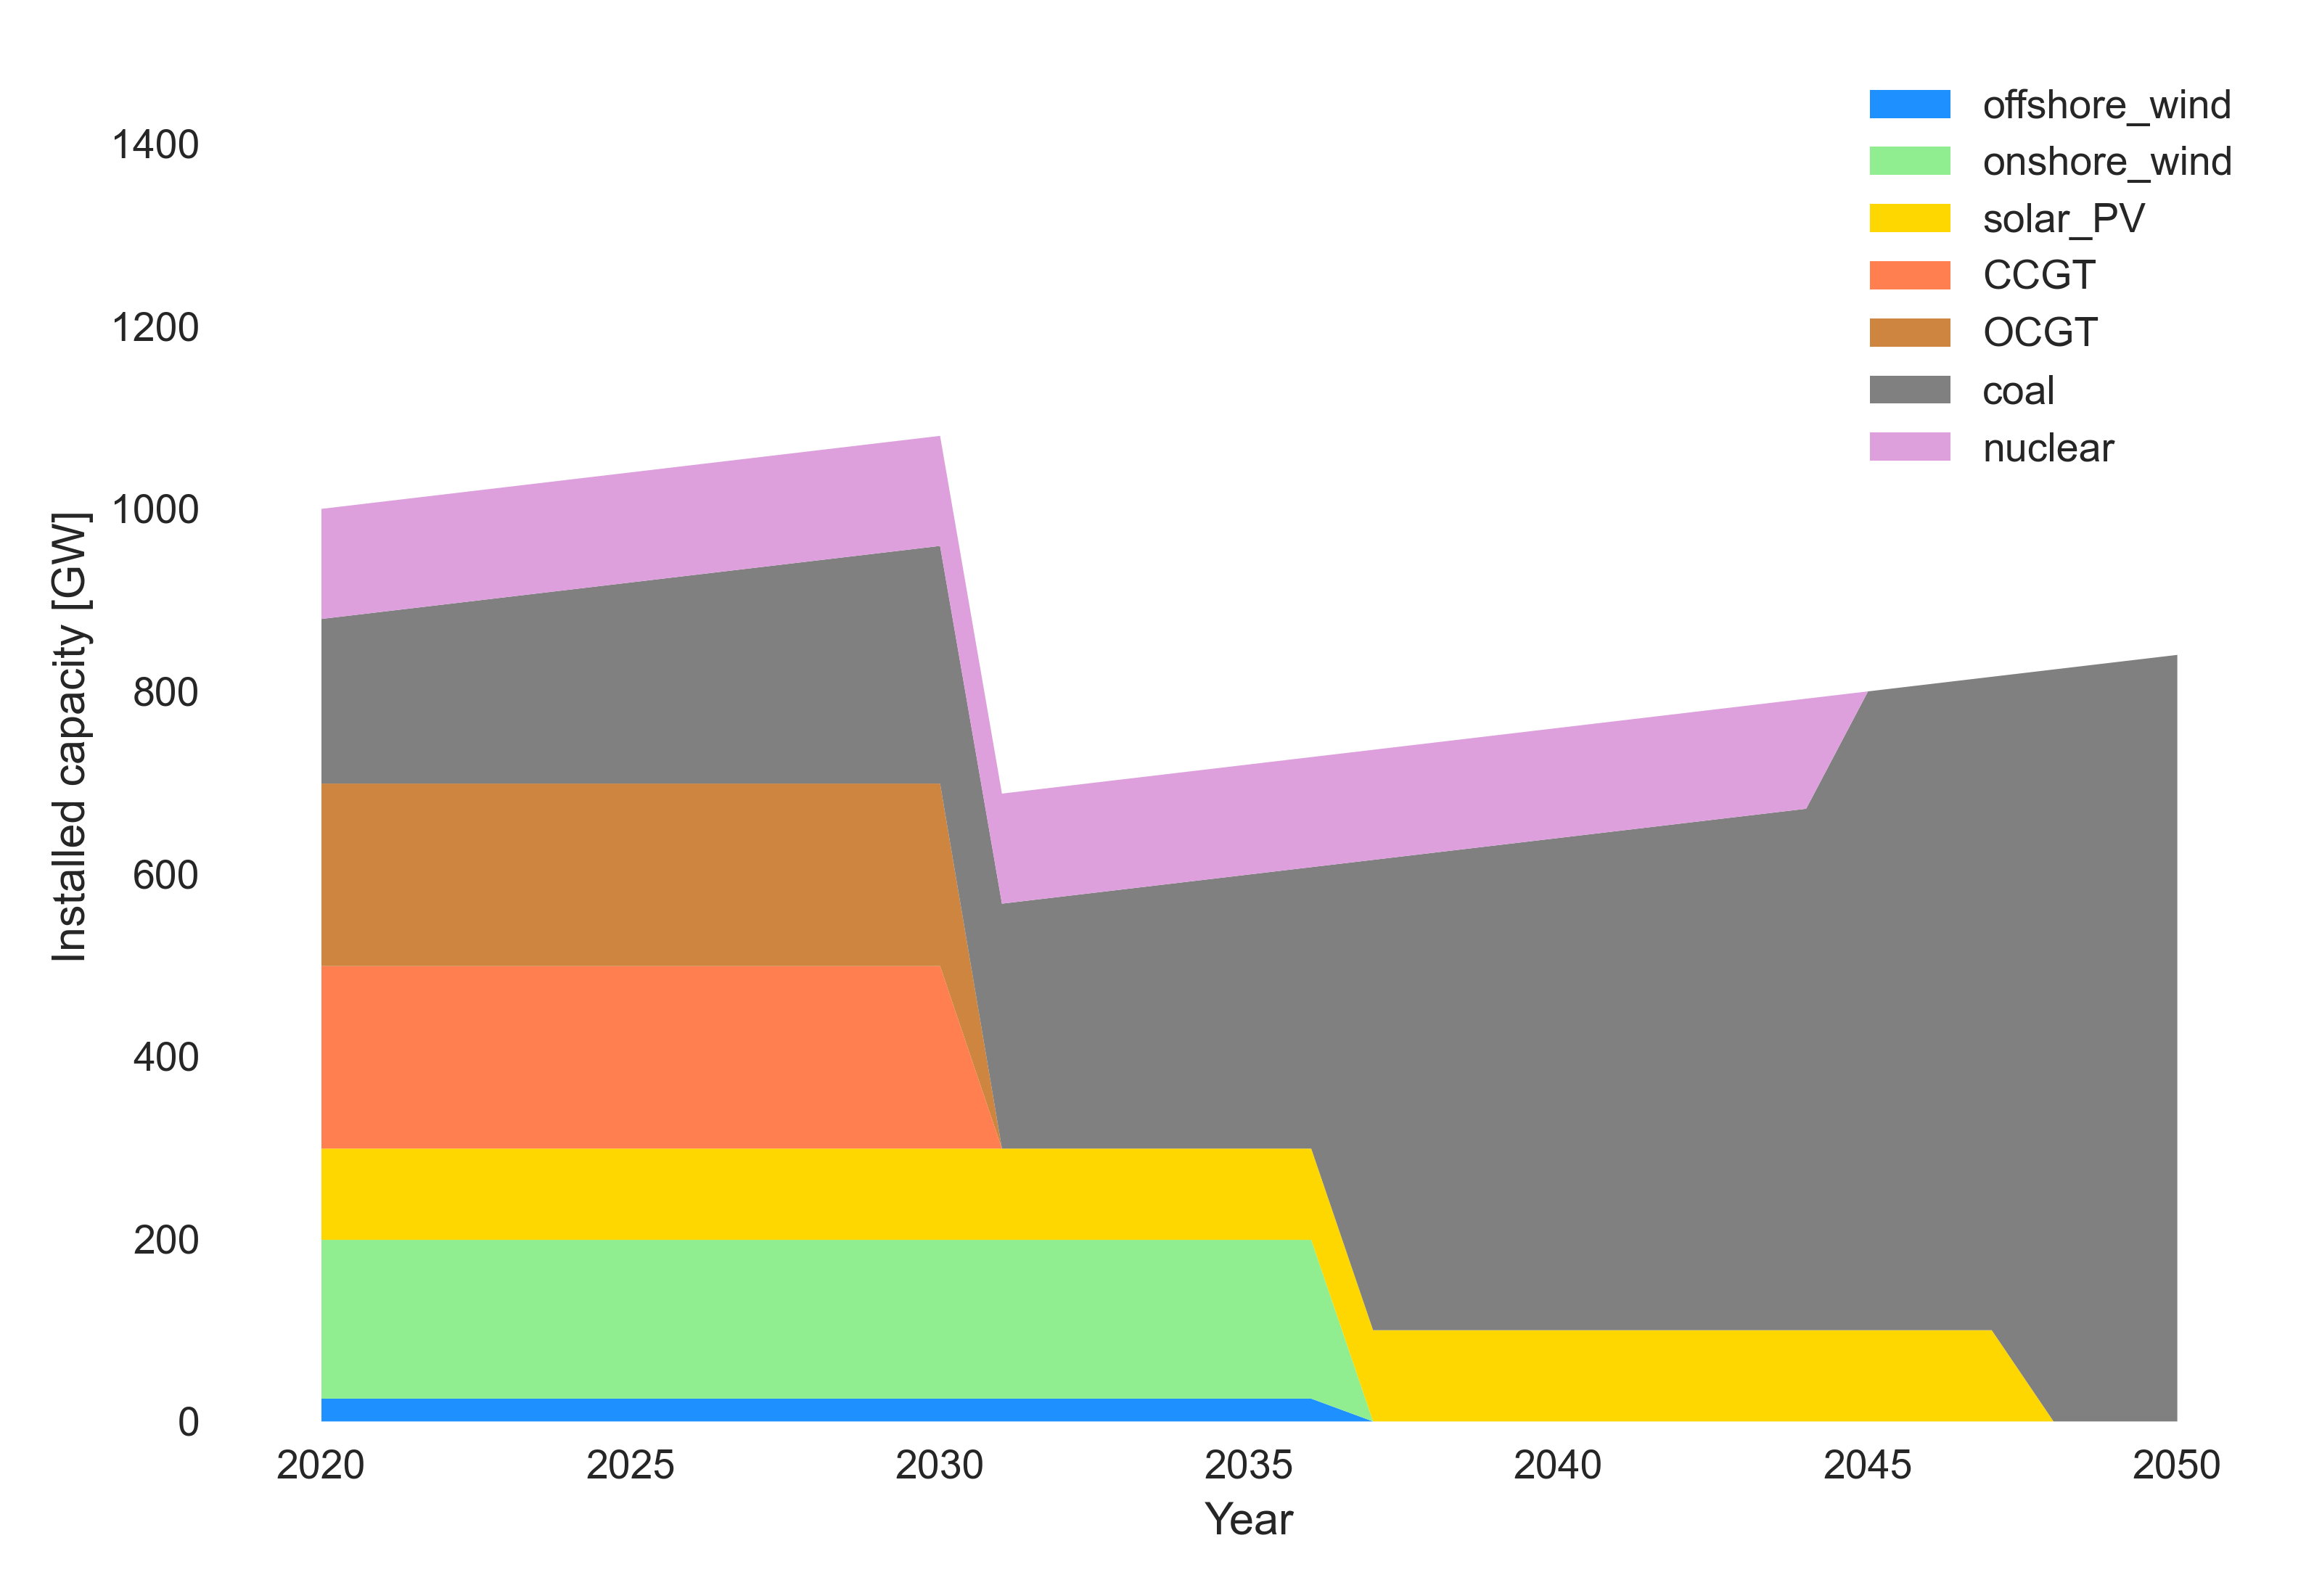 1400
1200
1000
800
600
400
200
0
Installed capacity [GW]
2020 2025 2030 2035 2040 2045 2050
Year
offshore_wind
onshore_wind
solar_PV
CCGT
OCGT
coal
nuclear